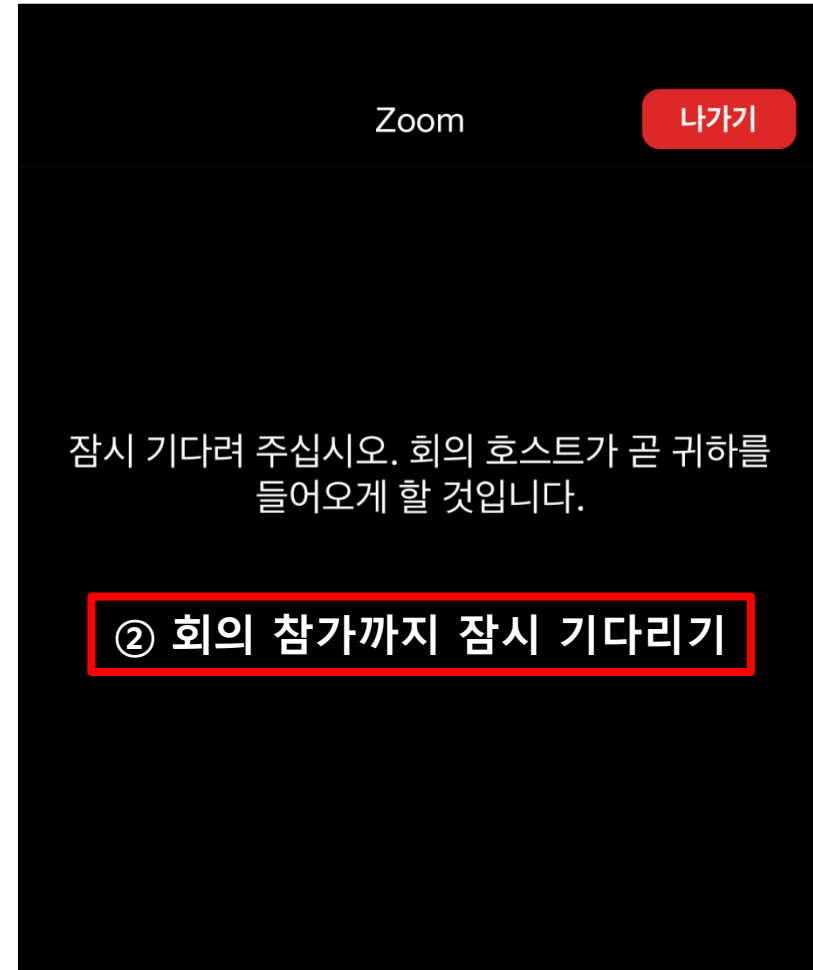 Zoom
나가기
잠시 기다려 주십시오. 회의 호스트가 곧 귀하를
들어오게 할 것입니다.
② 회의 참가까지 잠시 기다리기